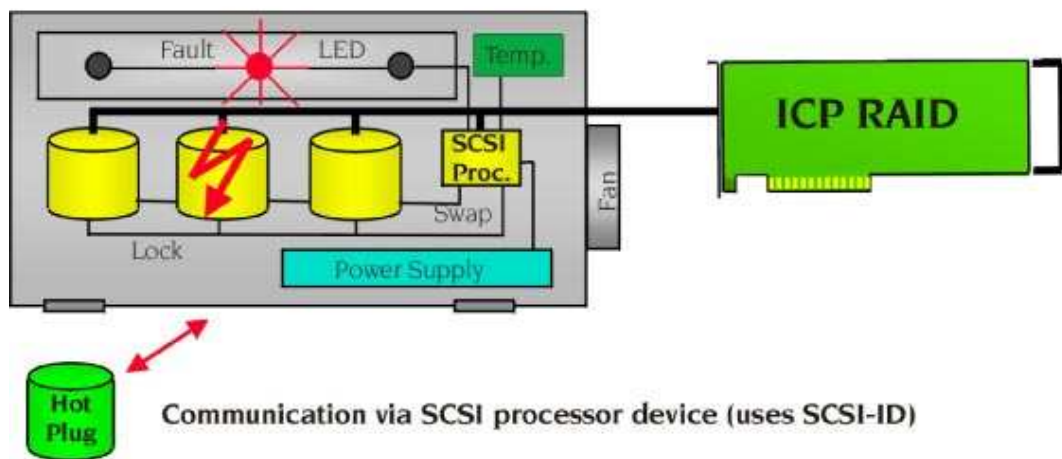 Fault LED
Temp.
ICP RAID
SCSI
Proc.
Fan
Swap
Lock
Power Supply
Hot
Plug
Communication via SCSI processor device (uses SCSI-ID)